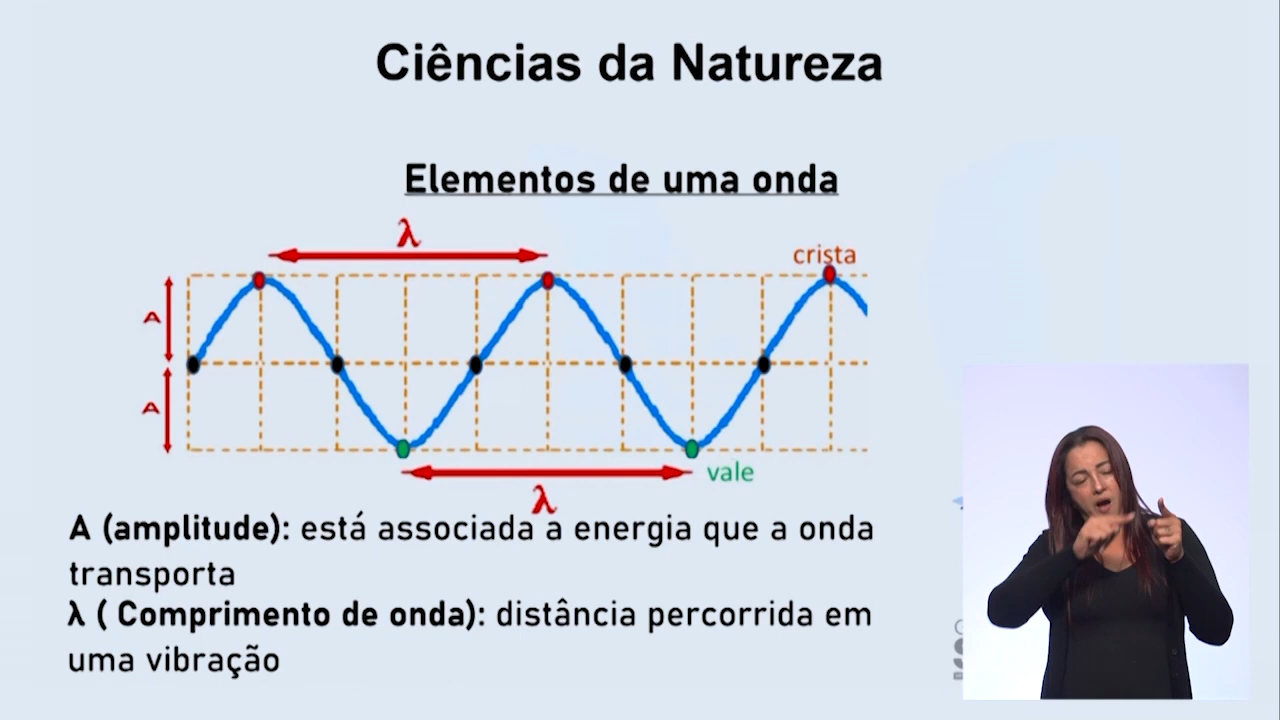 Ciências da Natureza
Elementos de uma onda
λ
crista
A
A
vale
λ
A (amplitude): está associada a energia que a onda
transporta
λ ( Comprimento de onda): distância percorrida em
uma vibração